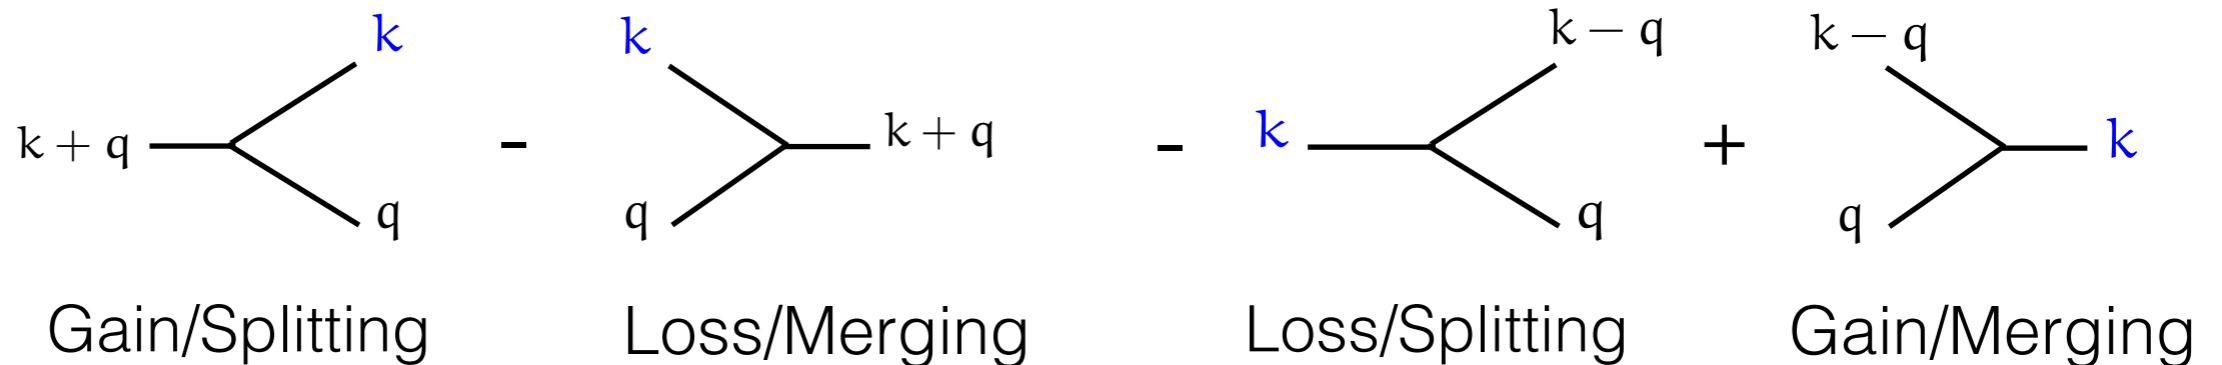 k + q
k
q
-
k
q
k + q
-
k
k − q
q
+
k − q
q
k
Gain/Splitting
Loss/Merging
Loss/Splitting
Gain/Merging